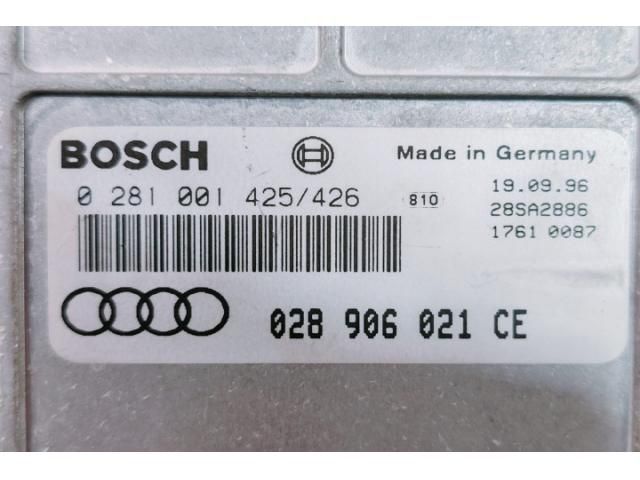 BOSCH
Made in Germany
0 281 001 425/426
810
19.09.96
28SA2886
1761 0087
028 906 021 CE